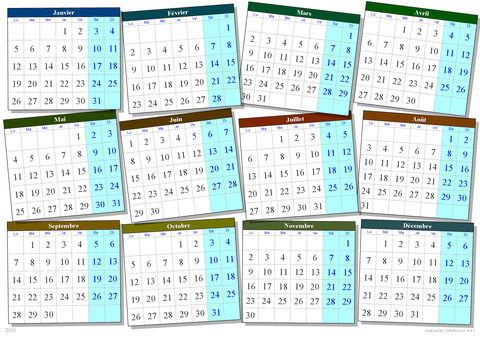 Janvier
Lu Ma Me Je Ve Sa Di
1 2 3 4
5 6 7 8 9 10 11
12 13 14 15 16 17 18
19 20 21 22 23 24 25
26 27 28 29 30 31
Février
Lu Ma Me Je Ve Sa Di
1
2 3 4 5 6 7 8
9 10 11 12 13 14 15
16 17 18 19 20 21 22
23 24 25 26 27 28
Mars
Lu Ma Me Je Ve Sa Di
1
2 3 4 5 6 7 8
9 10 11 12 13 14 15
16 17 18 19 20 21 22
23 24 25 26 27 28 29
30 31
Avril
Lu Ma Me Je Ve Sa Di
1 2 3 4 5
6 7 8 9 10 11 12
13 14 15 16 17 18 19
20 21 22 23 24 25 26
27 28 29 30
Mai
Lu Ma Me Je Ve Sa Di
1 2 3
4 5 6 7 8 9 10
11 12 13 14 15 16 17
18 19 20 21 22 23 24
25 26 27 28 29 30 31
Juin
Lu Ma Me Je Ve Sa Di
1 2 3 4 5 6 7
8 9 10 11 12 13 14
15 16 17 18 19 20 21
22 23 24 25 26 27 28
29 30
Juillet
Lu Ma Me Je Ve Sa Di
1 2 3 4 5
6 7 8 9 10 11 12
13 14 15 16 17 18 19
20 21 22 23 24 25 26
27 28 29 30 31
Août
Lu Ma Me Je Ve Sa Di
1 2
3 4 5 6 7 8 9
10 11 12 13 14 15 16
17 18 19 20 21 22 23
24 25 26 27 28 29 30
31
Septembre
Lu Ma Me Je Ve Sa Di
1 2 3 4 5 6
7 8 9 10 11 12 13
14 15 16 17 18 19 20
21 22 23 24 25 26 27
28 29 30
Octobre
Lu Ma Me Je Ve Sa Di
1 2 3 4
5 6 7 8 9 10 11
12 13 14 15 16 17 18
19 20 21 22 23 24 25
26 27 28 29 30 31
Novembre
Lu Ma Me Je Ve Sa Di
1
2 3 4 5 6 7 8
9 10 11 12 13 14 15
16 17 18 19 20 21 22
23 24 25 26 27 28 29
30
Décembre
Lu Ma Me Je Ve Sa Di
1 2 3 4 5 6
7 8 9 10 11 12 13
14 15 16 17 18 19 20
21 22 23 24 25 26 27
28 29 30 31